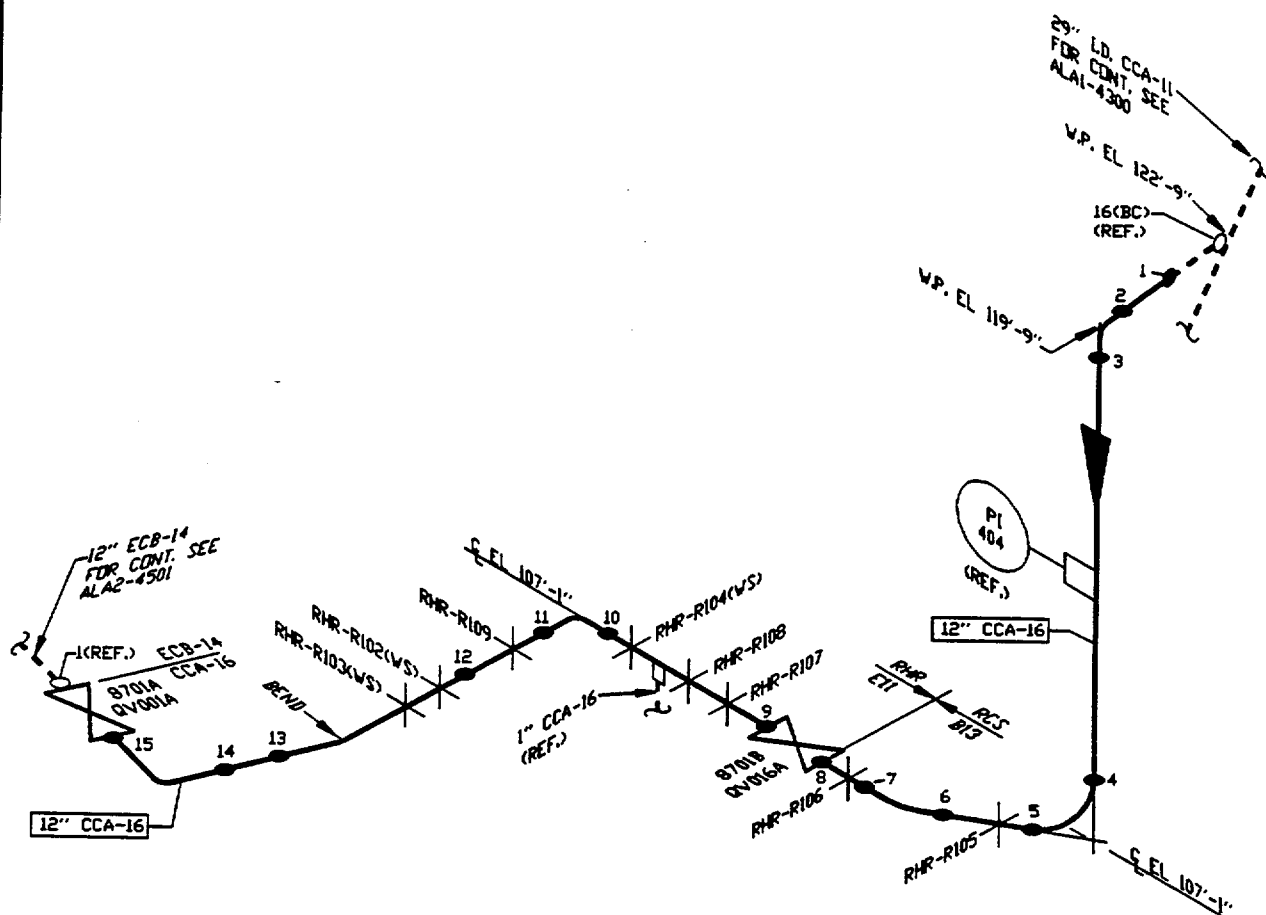 29" I.D. CCA-11
FOR CONT. SEE
ALA1-4300
W.P. EL 122'-9"
16(BC)
(REF.)
1
2
W.P. EL 119'-9"
3
PI
404
(REF.)
12" CCA-16
12" ECB-14
FOR CONT. SEE
ALA2-4501
1(REF.)
ECB-14
CCA-16
8701A
QV001A
15
14
13
12" CCA-16
BEND
RHR-R103(WS)
RHR-R102(WS)
12
RHR-R109
11
℄ EL 107'-1"
10
RHR-R104(WS)
1" CCA-16
(REF.)
RHR-R108
RHR-R107
9
8701B
QV016A
RHR
E11
RCS
B13
8
RHR-R106
7
6
RHR-R105
5
4
℄ EL 107'-1"